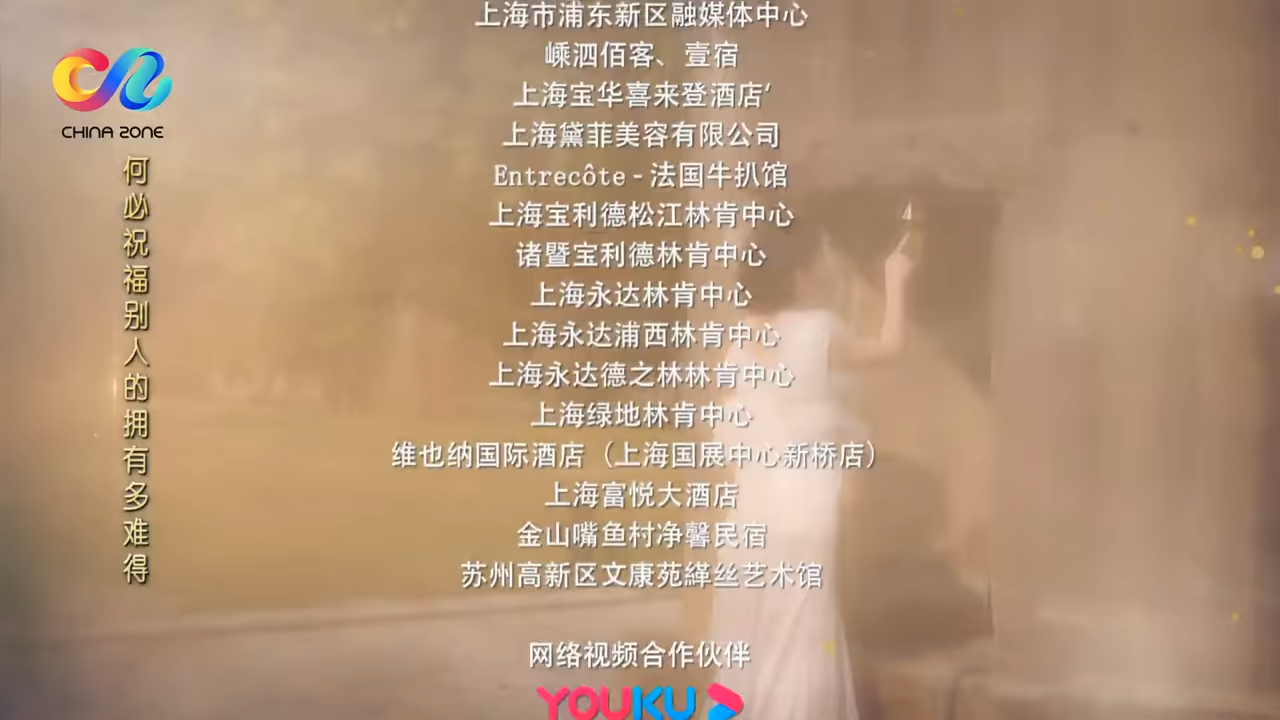 上海市浦东新区融媒体中心
嵊泗佰客、壹宿
上海宝华喜来登酒店′
上海黛菲美容有限公司
Entrecôte - 法国牛扒馆
上海宝利德松江林肯中心
诸暨宝利德林肯中心
上海永达林肯中心
上海永达浦西林肯中心
上海永达德之林林肯中心
上海绿地林肯中心
维也纳国际酒店（上海国展中心新桥店）
上海富悦大酒店
金山嘴鱼村净馨民宿
苏州高新区文康苑緙丝艺术馆
网络视频合作伙伴
YOUKU
CHINA ZONE
何必祝福别人的拥有多难得